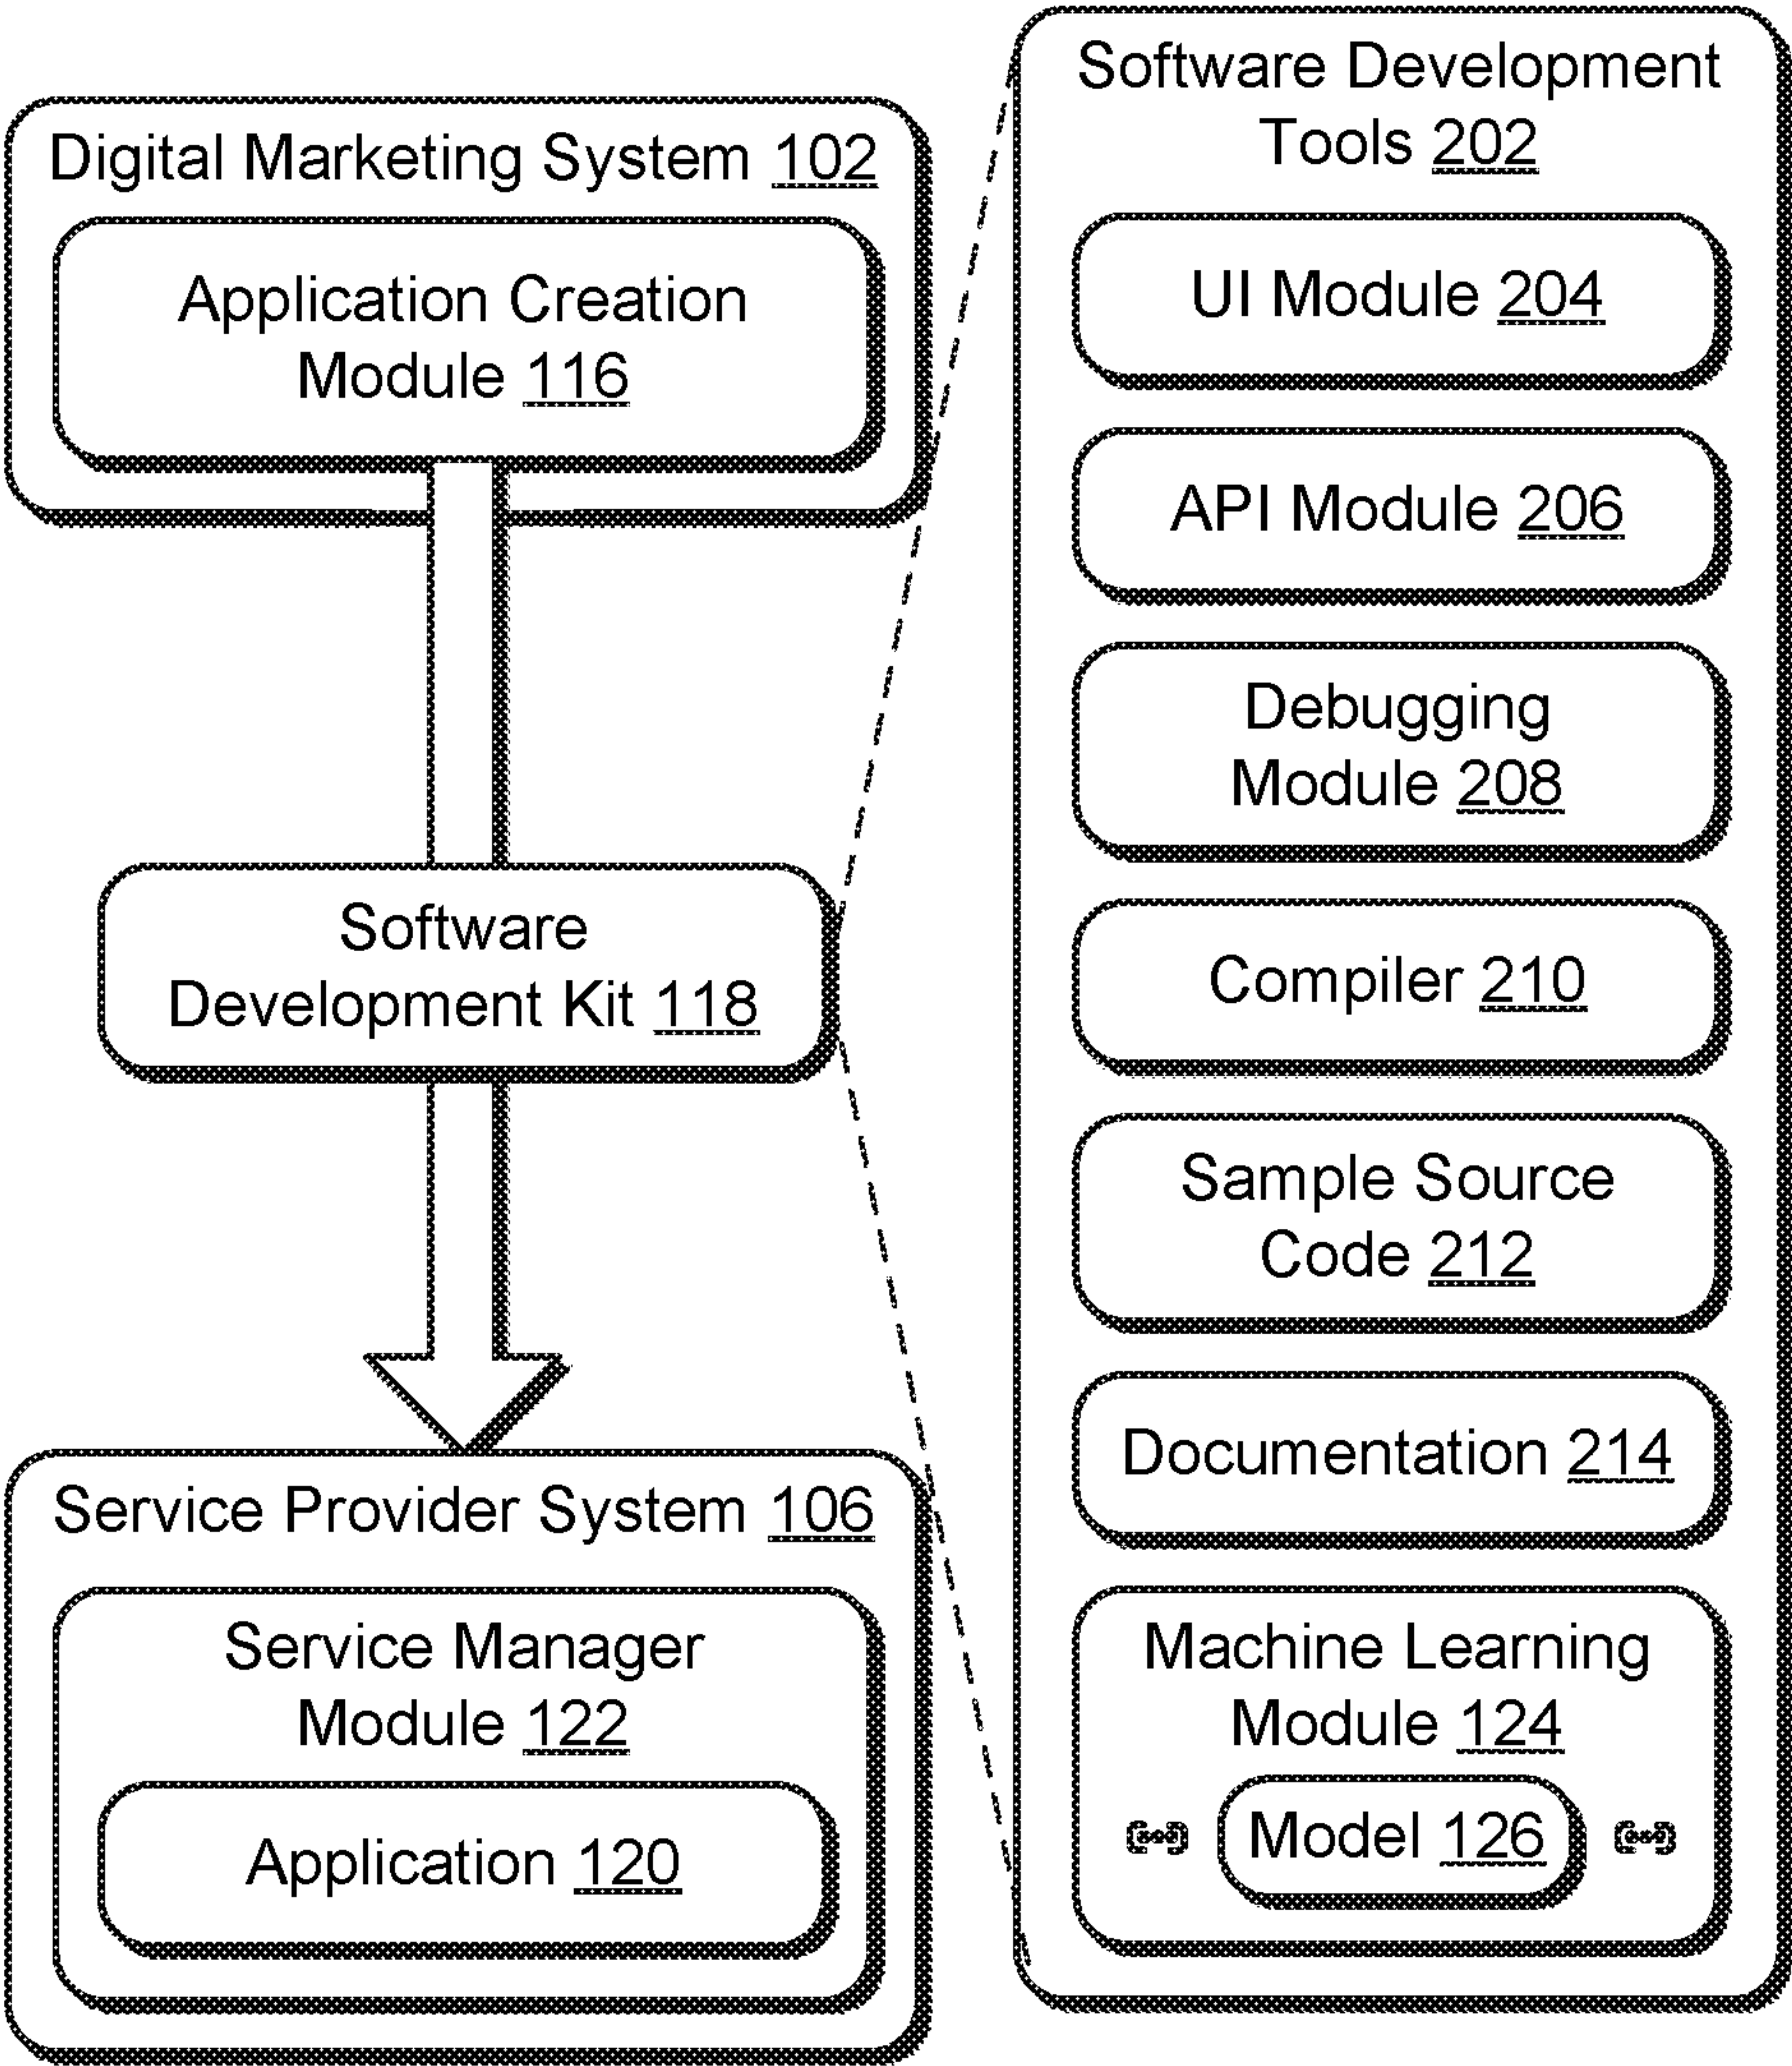 Digital Marketing System 102
Application Creation
Module 116
Software
Development Kit 118
Service Provider System 106
Service Manager
Module 122
Application 120
Software Development
Tools 202
UI Module 204
API Module 206
Debugging
Module 208
Compiler 210
Sample Source
Code 212
Documentation 214
Machine Learning
Module 124
Model 126